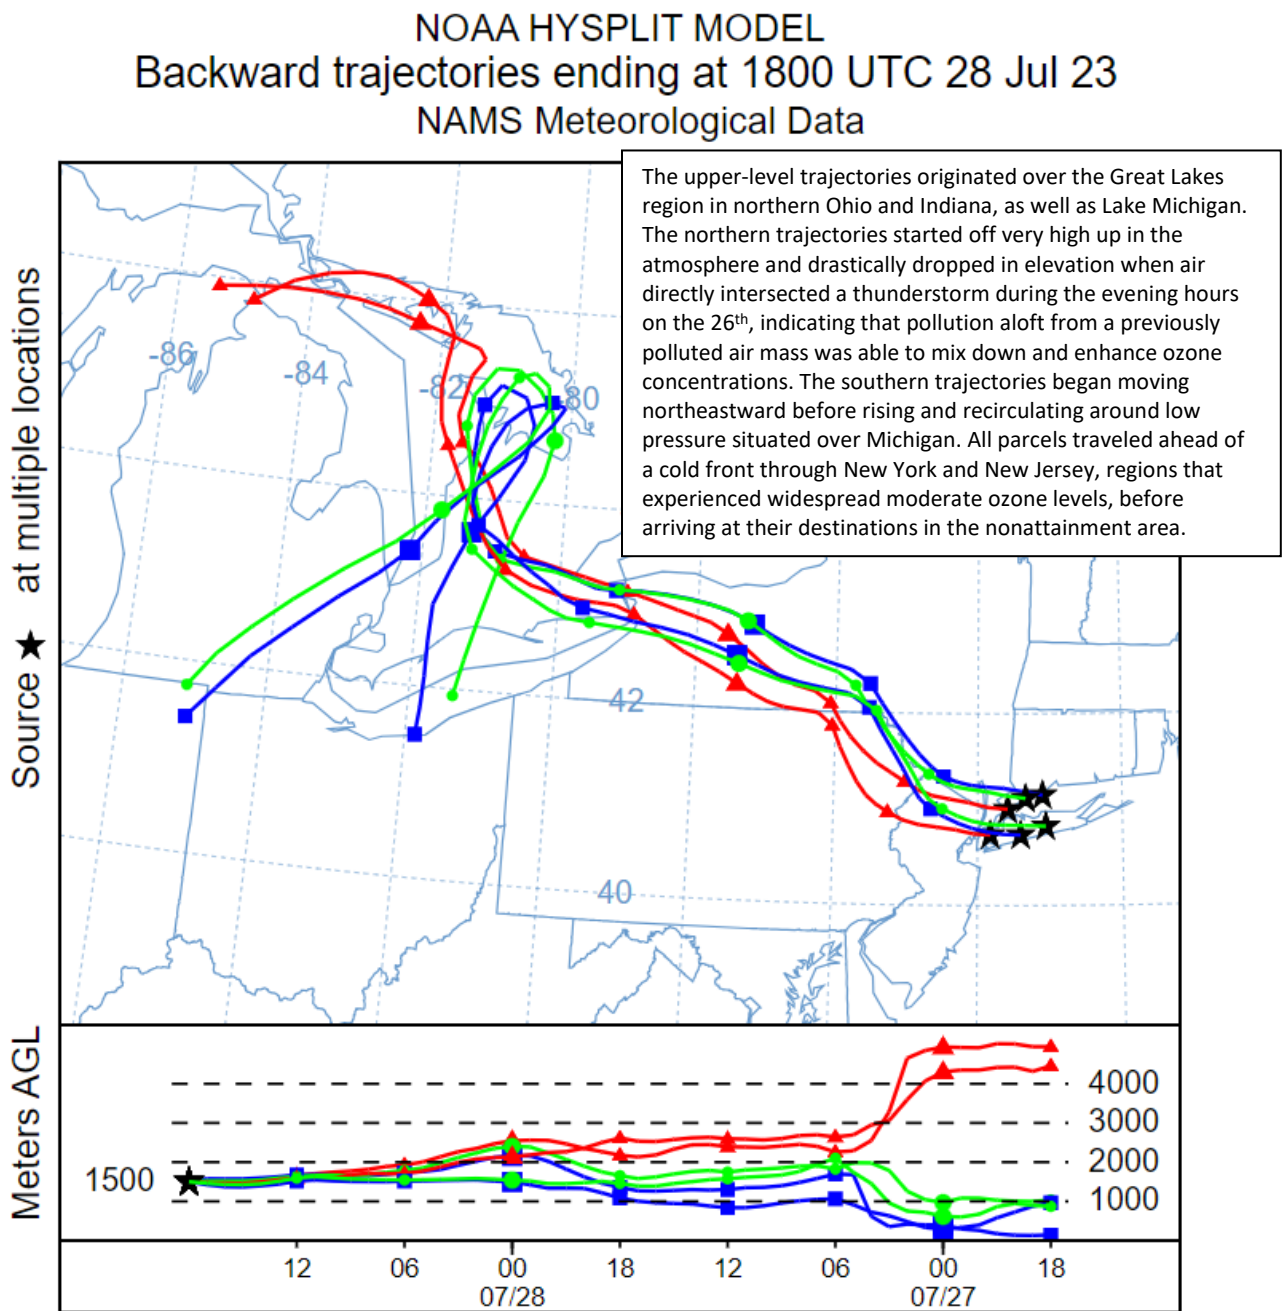 NOAA HYSPLIT MODEL
Backward trajectories ending at 1800 UTC 28 Jul 23
NAMS Meteorological Data
The upper-level trajectories originated over the Great Lakes
region in northern Ohio and Indiana, as well as Lake Michigan.
The northern trajectories started off very high up in the
atmosphere and drastically dropped in elevation when air
directly intersected a thunderstorm during the evening hours
on the 26th, indicating that pollution aloft from a previously
polluted air mass was able to mix down and enhance ozone
concentrations. The southern trajectories began moving
northeastward before rising and recirculating around low
pressure situated over Michigan. All parcels traveled ahead of
a cold front through New York and New Jersey, regions that
experienced widespread moderate ozone levels, before
arriving at their destinations in the nonattainment area.
Source ★ at multiple locations
-86
-84
-82
-80
42
40
Meters AGL
1500
4000
3000
2000
1000
12 06 00 18 12 06 00 18
07/28 07/27